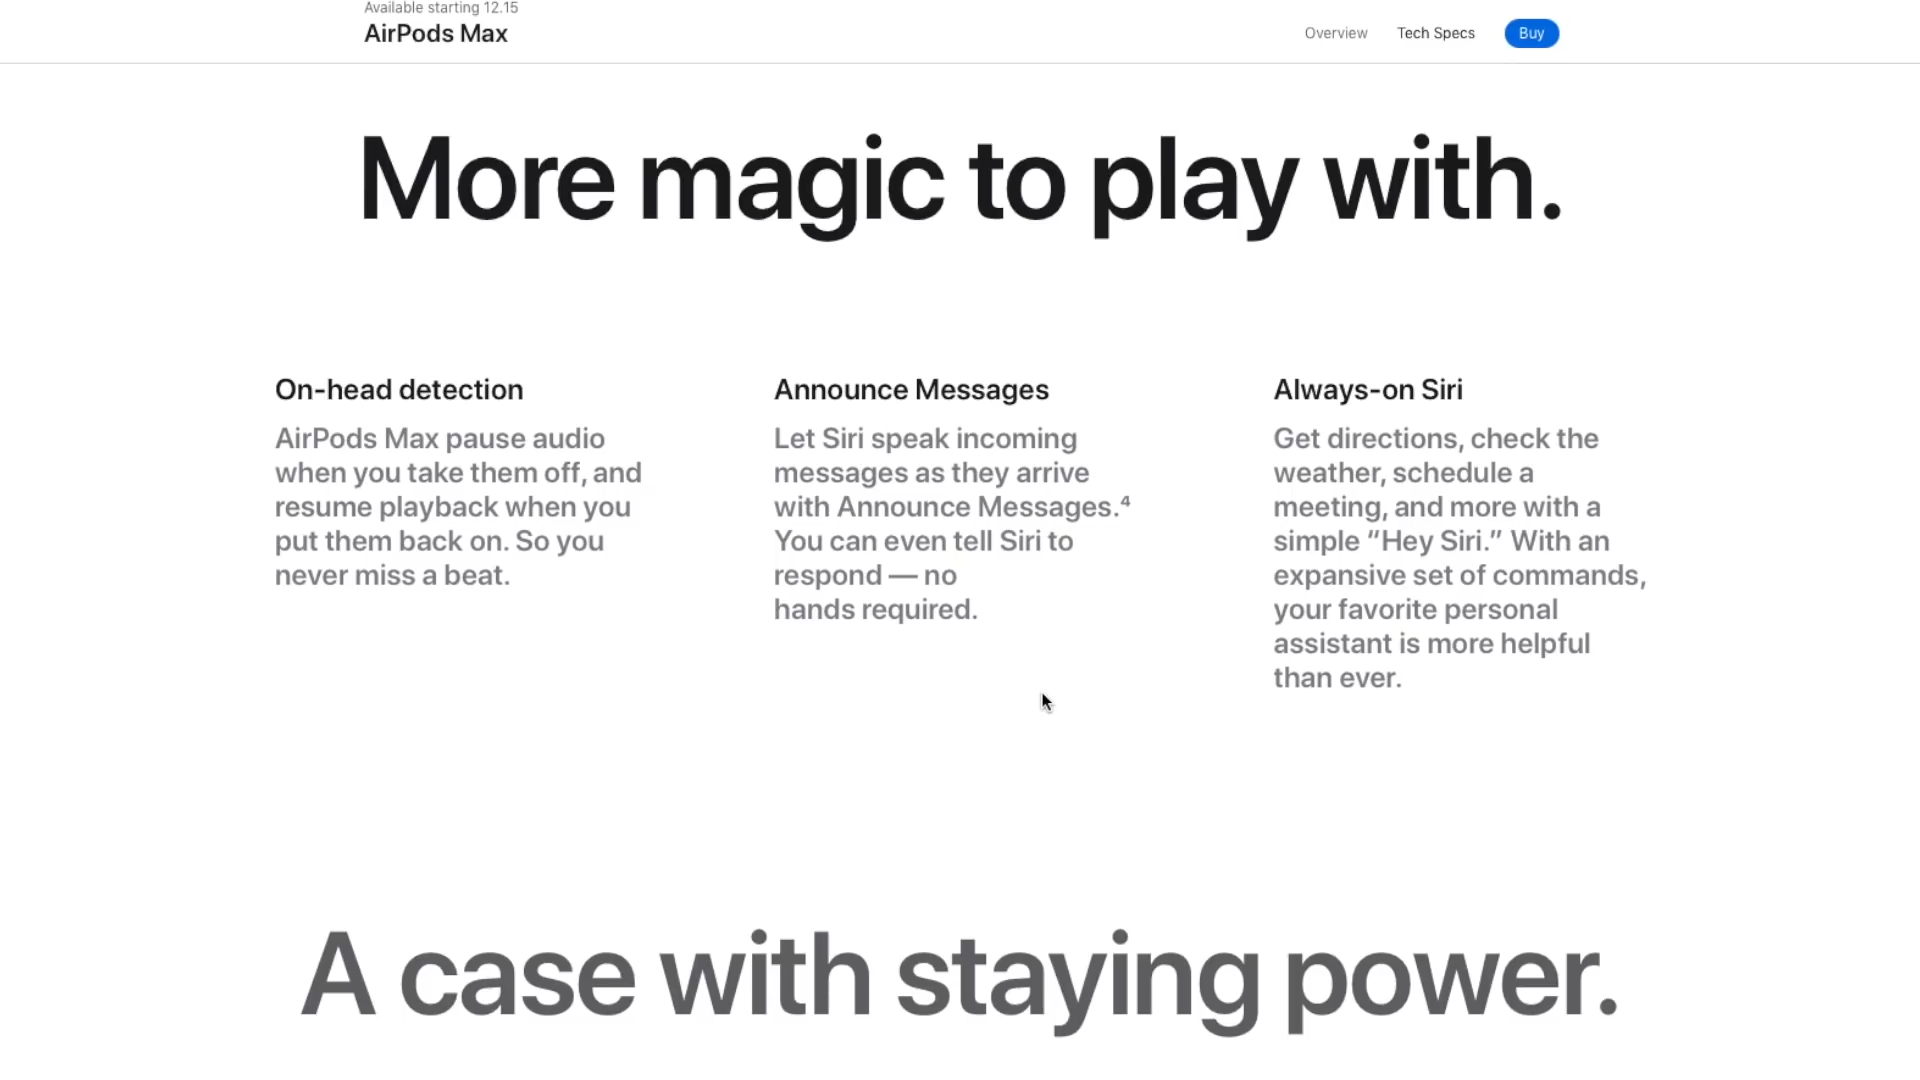 Available starting 12.15
AirPods Max
Overview
Tech Specs
Buy
More magic to play with.
On-head detection
AirPods Max pause audio
when you take them off, and
resume playback when you
put them back on. So you
never miss a beat.
Announce Messages
Let Siri speak incoming
messages as they arrive
with Announce Messages.⁴
You can even tell Siri to
respond — no
hands required.
Always-on Siri
Get directions, check the
weather, schedule a
meeting, and more with a
simple “Hey Siri.” With an
expansive set of commands,
your favorite personal
assistant is more helpful
than ever.
A case with staying power.